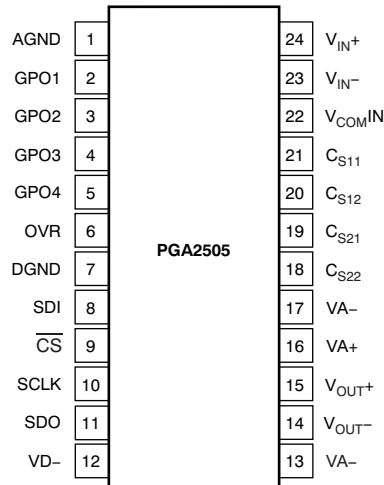 AGND 1 24 VIN+
GPO1 2 23 VIN−
GPO2 3 22 VCOMIN
GPO3 4 21 CS11
GPO4 5 20 CS12
OVR 6 19 CS21
PGA2505
DGND 7 18 CS22
SDI 8 17 VA−
CS 9 16 VA+
SCLK 10 15 VOUT+
SDO 11 14 VOUT−
VD− 12 13 VA−